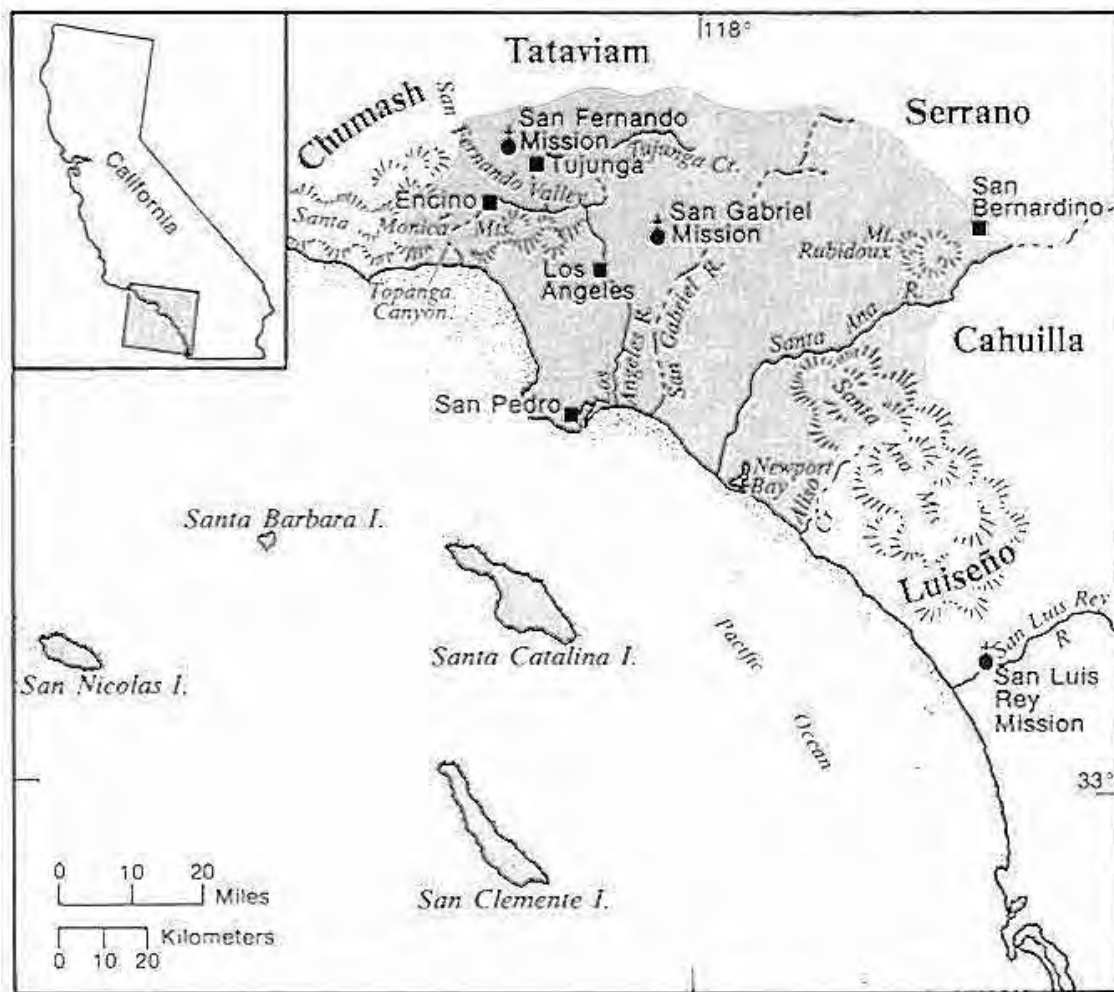 118°
Tataviam
Chumash
Serrano
California
San Fernando
Mission
San Fernando Valley
Tujunga
Tujunga Cr.
Encino
San
Bernardino
San Gabriel
Mission
Santa Monica Mts.
Mt.
Rubidoux
Los
Angeles
Topanga
Canyon
San Gabriel R.
Los Angeles R.
Santa Ana R.
Cahuilla
San Pedro
Santa Ana Mts
Newport
Bay
Aliso Cr
Santa Barbara I.
Luiseño
San Luis Rey R
San Nicolas I.
Santa Catalina I.
Pacific
Ocean
San Luis
Rey
Mission
33°
0 10 20
Miles
San Clemente I.
Kilometers
0 10 20